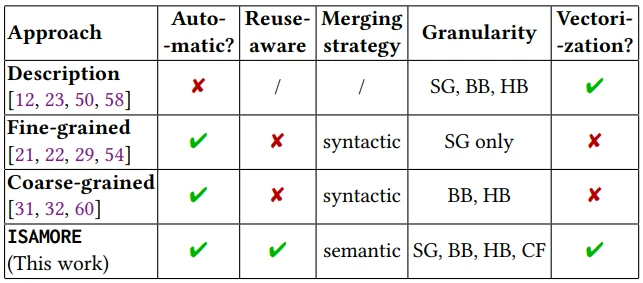 Approach Auto- Reuse- Merging Granularity Vectori-
-matic? aware strategy -zation?
Description
[12, 23, 50, 58] ✘ / / SG, BB, HB ✔
Fine-grained
[21, 22, 29, 54] ✔ ✘ syntactic SG only ✘
Coarse-grained
[31, 32, 60] ✔ ✘ syntactic BB, HB ✘
ISAMORE
(This work) ✔ ✔ semantic SG, BB, HB, CF ✔